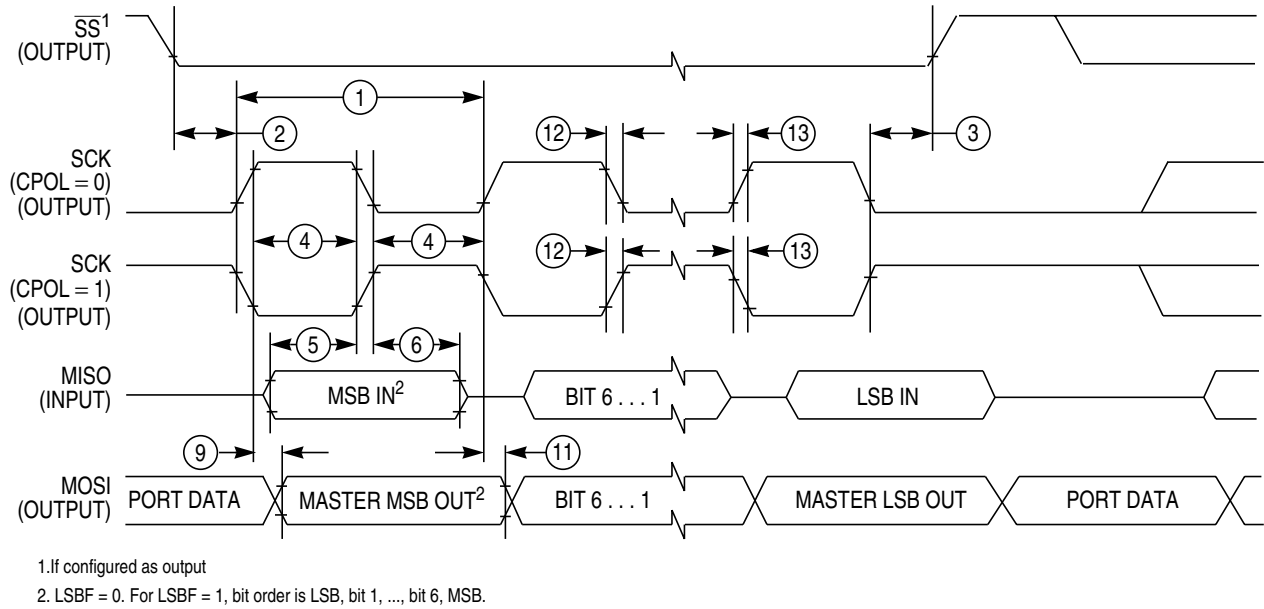 SS1
(OUTPUT)
1
2
12
13
3
SCK
(CPOL = 0)
(OUTPUT)
4
4
SCK
(CPOL = 1)
(OUTPUT)
12
13
5
6
MISO
(INPUT)
MSB IN2
BIT 6 . . . 1
LSB IN
9
11
MOSI
(OUTPUT)
PORT DATA
MASTER MSB OUT2
BIT 6 . . . 1
MASTER LSB OUT
PORT DATA
1.If configured as output
2. LSBF = 0. For LSBF = 1, bit order is LSB, bit 1, ..., bit 6, MSB.